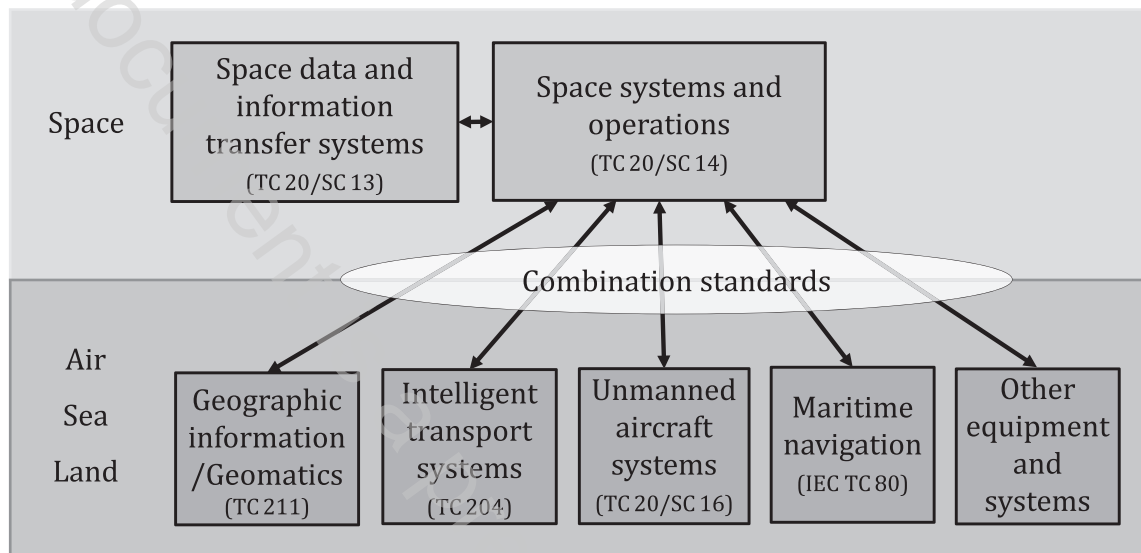 Space
Space data and
information
transfer systems
(TC 20/SC 13)
Space systems and
operations
(TC 20/SC 14)
Combination standards
Air
Sea
Land
Geographic
information
/Geomatics
(TC 211)
Intelligent
transport
systems
(TC 204)
Unmanned
aircraft
systems
(TC 20/SC 16)
Maritime
navigation
(IEC TC 80)
Other
equipment
and
systems